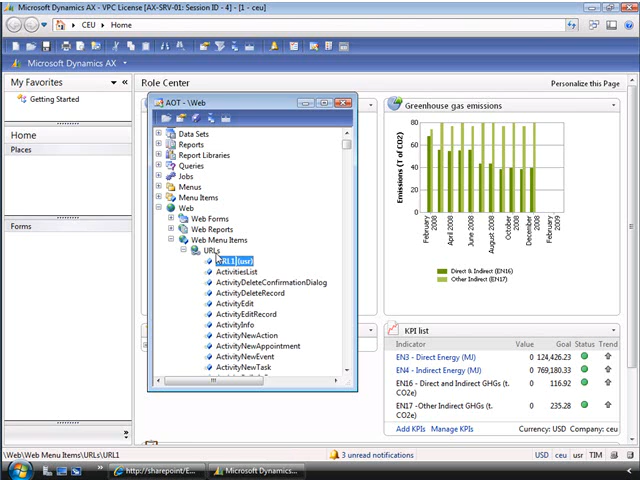 Microsoft Dynamics AX - VPC License [AX-SRV-01: Session ID - 4] - [1 - ceu]
CEU
Home
Microsoft Dynamics AX
My Favorites
Getting Started
Home
Places
Forms
Role Center
Personalize this Page
AOT - \Web
Data Sets
Reports
Report Libraries
Queries
Jobs
Menus
Menu Items
Web
Web Forms
Web Reports
Web Menu Items
URLs
URL1 (usr)
ActivitiesList
ActivityDeleteConfirmationDialog
ActivityDeleteRecord
ActivityEdit
ActivityEditRecord
ActivityInfo
ActivityNewAction
ActivityNewAppointment
ActivityNewEvent
ActivityNewTask
Greenhouse gas emissions
Emissions (T of CO2)
80
60
40
20
0
February 2008
April 2008
June 2008
August 2008
October 2008
December 2008
February 2009
Direct & Indirect (EN16)
Other Indirect (EN17)
KPI list
Indicator Value Goal Status Trend
EN3 - Direct Energy (MJ) 0 124,426.23
EN4 - Indirect Energy (MJ) 0 769,180.33
EN16 - Direct and Indirect GHGs (t. CO2e) 0 116.92
EN17 -Other Indirect GHG (t. CO2e) 0 235.28
Add KPIs Manage KPIs Currency: USD Company: ceu
\Web\Web Menu Items\URLs\URL1
3 unread notifications
USD ceu usr TIM
http://sharepoint/E...
Microsoft Dynamics...